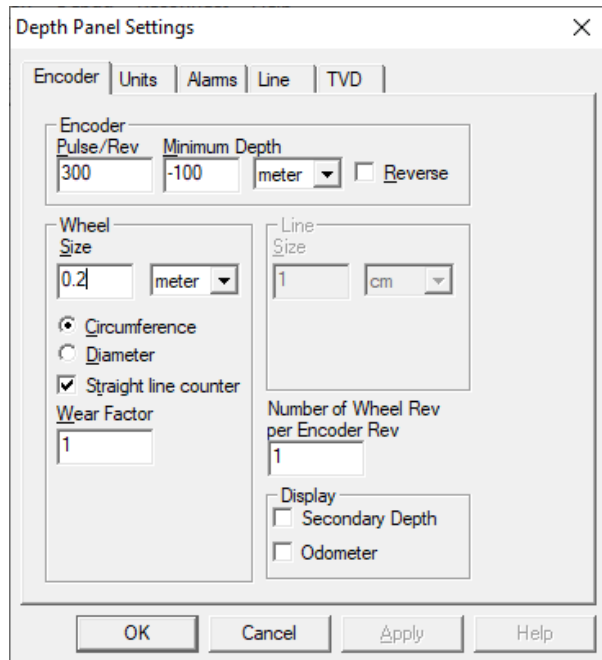 Depth Panel Settings
Encoder Units Alarms Line TVD
Encoder
Pulse/Rev Minimum Depth
300 -100 meter Reverse
Wheel
Size
0.2 meter
Circumference
Diameter
Straight line counter
Wear Factor
1
Line
Size
1 cm
Number of Wheel Rev
per Encoder Rev
1
Display
Secondary Depth
Odometer
OK Cancel Apply Help